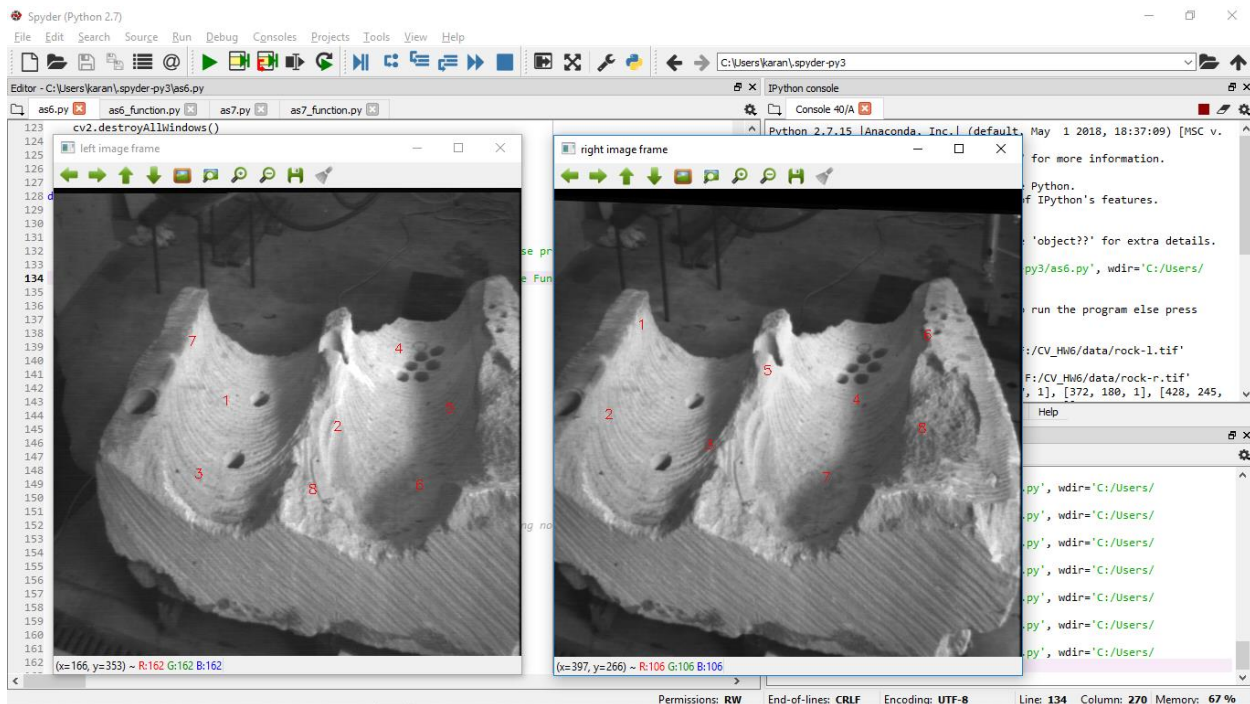 Spyder (Python 2.7)
File Edit Search Source Run Debug Consoles Projects Tools View Help
C:\Users\karan\.spyder-py3
Editor - C:\Users\karan\.spyder-py3\as6.py
as6.py as6_function.py as7.py as7_function.py
123 cv2.destroyAllWindows()
124
125
126
127
128 d
129
130
131
132 se pr
133
134 e Fun
135
136
137
138
139
140
141
142
143
144
145
146
147
148
149
150
151
152 ng no
153
154
155
156
157
158
159
160
161
162
left image frame
7
4
1
2
3
8
6
(x=166, y=353) ~ R:162 G:162 B:162
right image frame
1
6
5
4
2
8
7
(x=397, y=266) ~ R:106 G:106 B:106
IPython console
Console 40/A
Python 2.7.15 |Anaconda, Inc.| (default, May 1 2018, 18:37:09) [MSC v.
for more information.
Python.
of IPython's features.
'object??' for extra details.
py3/as6.py', wdir='C:/Users/
run the program else press
F:/CV_HW6/data/rock-l.tif'
F:/CV_HW6/data/rock-r.tif'
, 1], [372, 180, 1], [428, 245,
Help
.py', wdir='C:/Users/
.py', wdir='C:/Users/
.py', wdir='C:/Users/
.py', wdir='C:/Users/
.py', wdir='C:/Users/
.py', wdir='C:/Users/
.py', wdir='C:/Users/
Permissions: RW End-of-lines: CRLF Encoding: UTF-8 Line: 134 Column: 270 Memory: 67 %